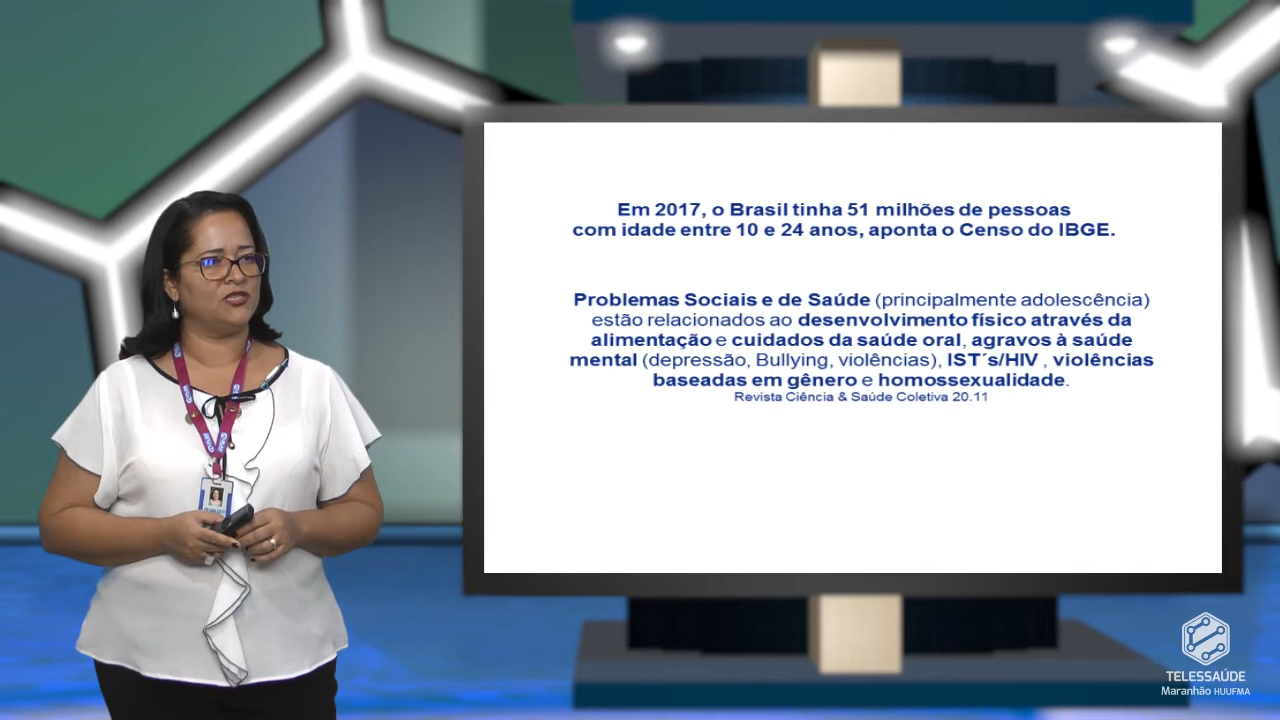 Em 2017, o Brasil tinha 51 milhões de pessoas
com idade entre 10 e 24 anos, aponta o Censo do IBGE.
Problemas Sociais e de Saúde (principalmente adolescência)
estão relacionados ao desenvolvimento físico através da
alimentação e cuidados da saúde oral, agravos à saúde
mental (depressão, Bullying, violências), IST´s/HIV , violências
baseadas em gênero e homossexualidade.
Revista Ciência & Saúde Coletiva 20.11
TELESSAÚDE
Maranhão HUUFMA